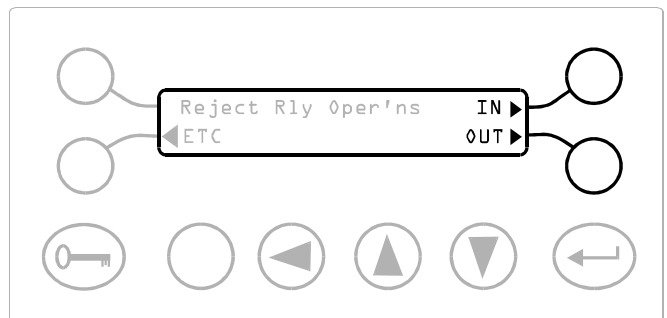 Reject Rly Oper'ns IN ▶
◀ ETC OUT ▶